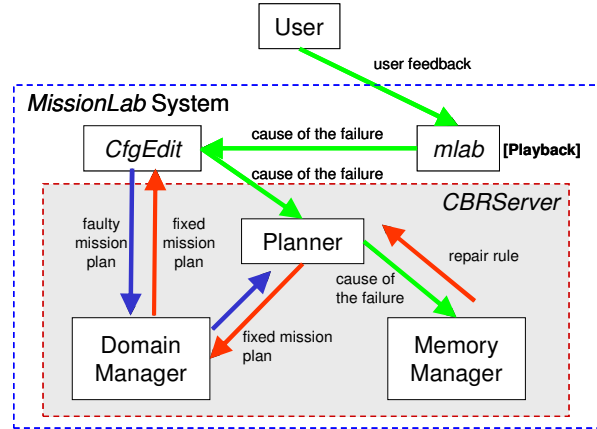 User
user feedback
MissionLab System
cause of the failure
CfgEdit
mlab
[Playback]
cause of the failure
CBRServer
faulty
mission
plan
fixed
mission
plan
Planner
repair rule
cause of
the failure
fixed mission
plan
Domain
Manager
Memory
Manager